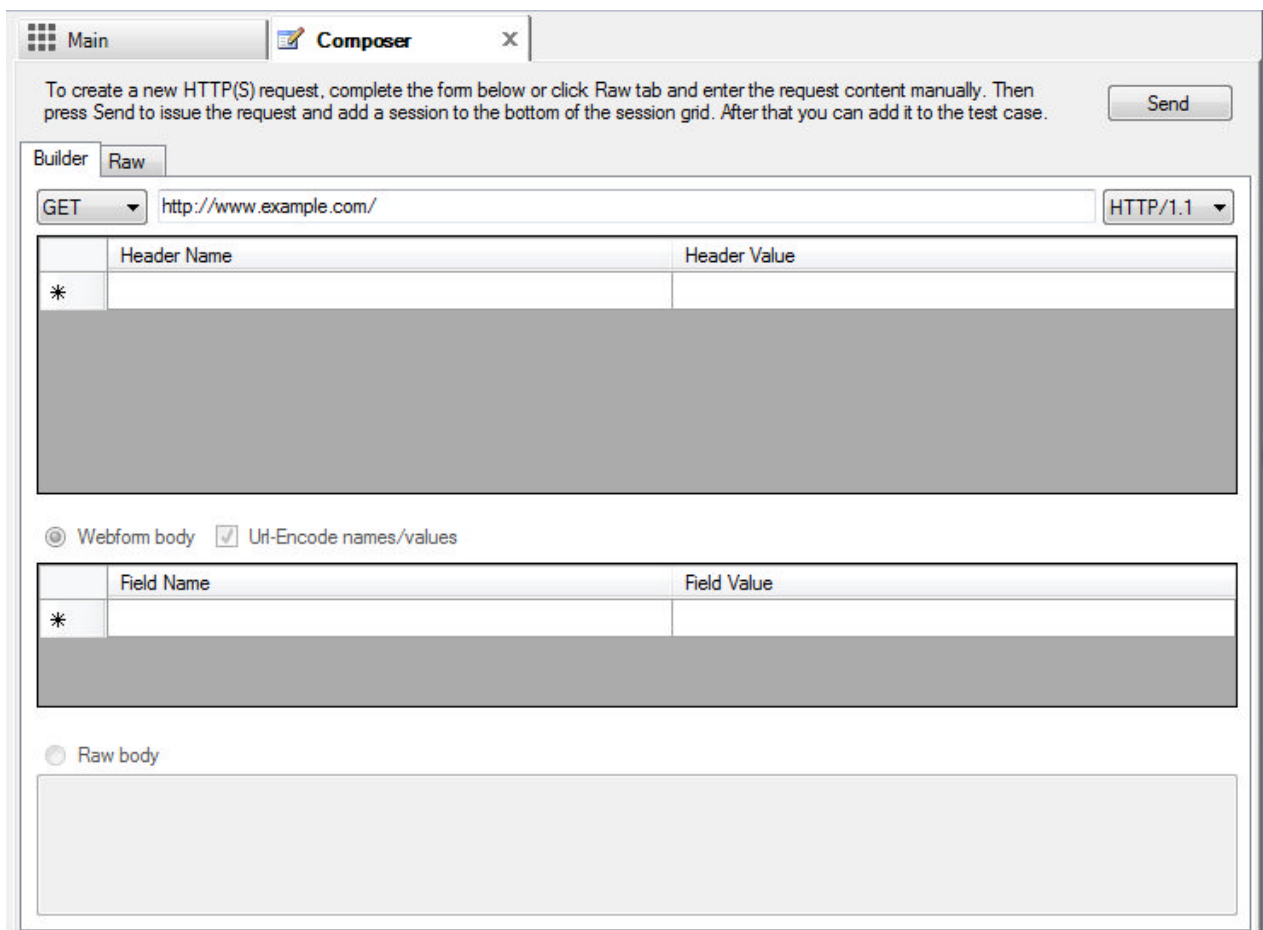 Main
Composer
To create a new HTTP(S) request, complete the form below or click Raw tab and enter the request content manually. Then
press Send to issue the request and add a session to the bottom of the session grid. After that you can add it to the test case.
Send
Builder
Raw
GET
http://www.example.com/
HTTP/1.1
Header Name
Header Value
Webform body
Url-Encode names/values
Field Name
Field Value
Raw body